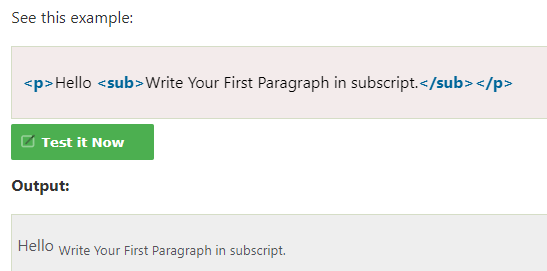 See this example:
<p>Hello <sub>Write Your First Paragraph in subscript.</sub></p>
Test it Now
Output:
Hello Write Your First Paragraph in subscript.